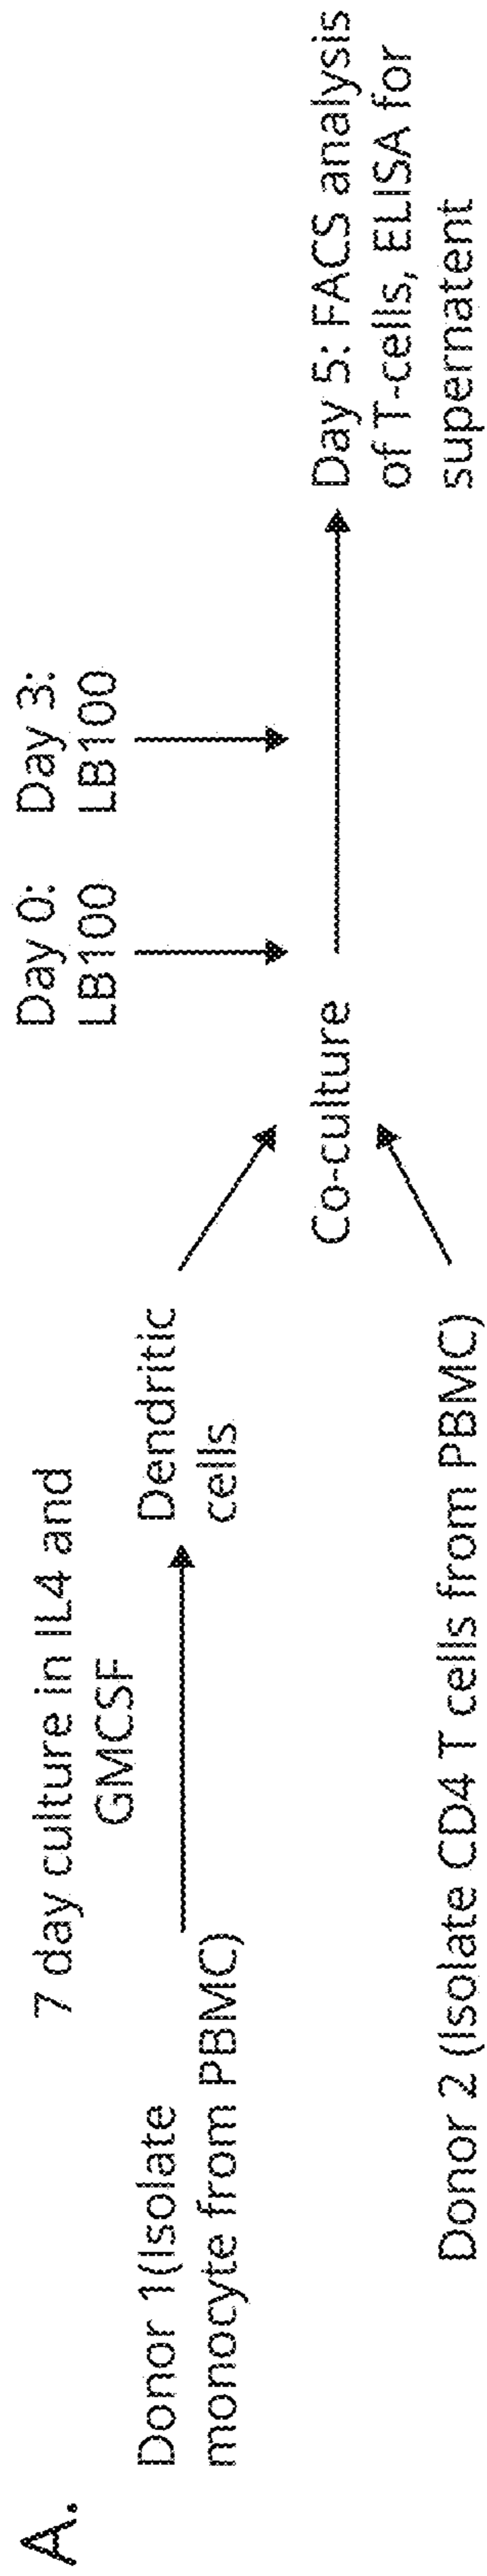 A.
Donor 1(Isolate
monocyte from PBMC)
7 day culture in IL4 and
GMCSF
Dendritic
cells
Donor 2 (Isolate CD4 T cells from PBMC)
Co-culture
Day 0:
LB100
Day 3:
LB100
Day 5: FACS analysis
of T-cells, ELISA for
supernatent